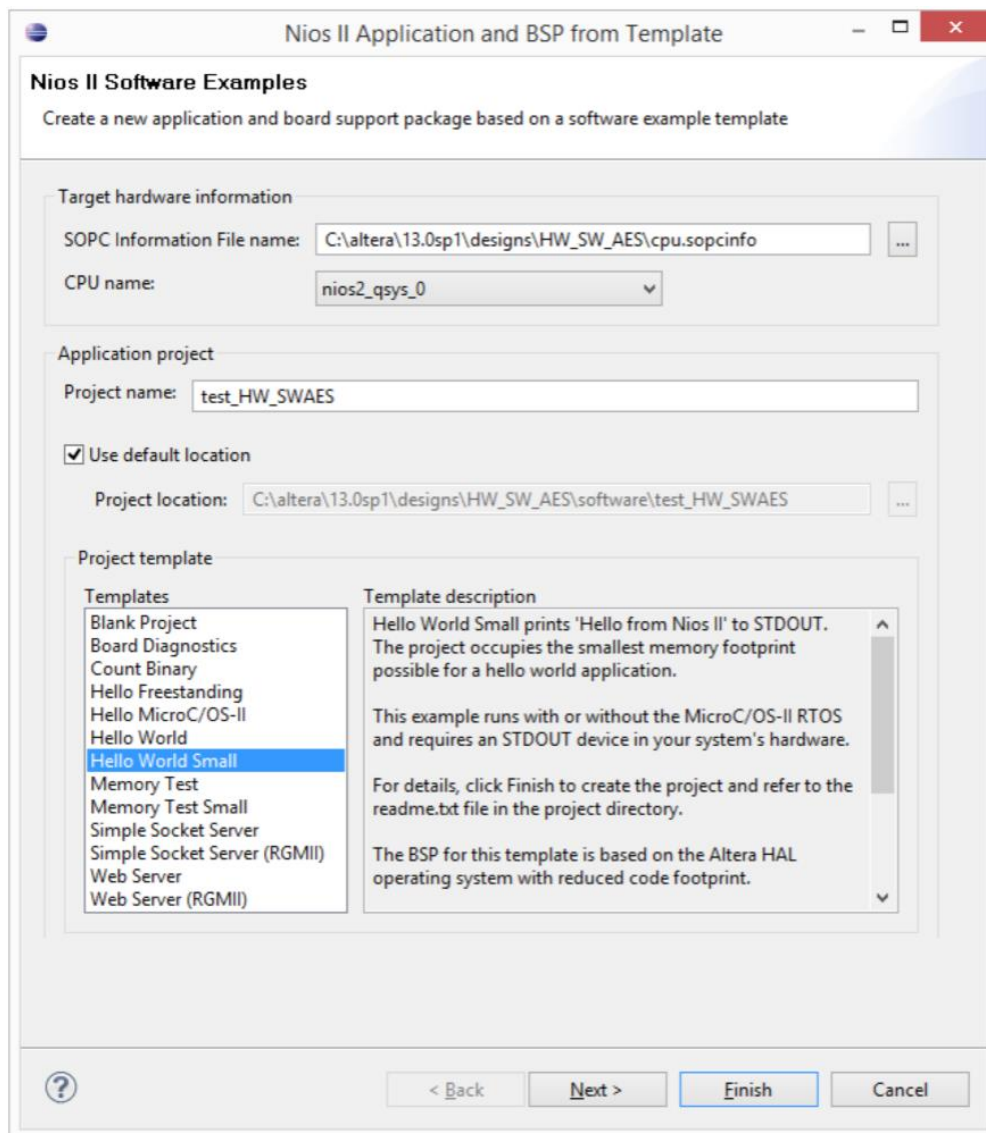 Nios II Application and BSP from Template
Nios II Software Examples
Create a new application and board support package based on a software example template
Target hardware information
SOPC Information File name: C:\altera\13.0sp1\designs\HW_SW_AES\cpu.sopcinfo ...
CPU name: nios2_qsys_0
Application project
Project name: test_HW_SWAES
Use default location
Project location: C:\altera\13.0sp1\designs\HW_SW_AES\software\test_HW_SWAES ...
Project template
Templates
Blank Project
Board Diagnostics
Count Binary
Hello Freestanding
Hello MicroC/OS-II
Hello World
Hello World Small
Memory Test
Memory Test Small
Simple Socket Server
Simple Socket Server (RGMII)
Web Server
Web Server (RGMII)
Template description
Hello World Small prints 'Hello from Nios II' to STDOUT.
The project occupies the smallest memory footprint
possible for a hello world application.
This example runs with or without the MicroC/OS-II RTOS
and requires an STDOUT device in your system's hardware.
For details, click Finish to create the project and refer to the
readme.txt file in the project directory.
The BSP for this template is based on the Altera HAL
operating system with reduced code footprint.
? < Back Next > Finish Cancel